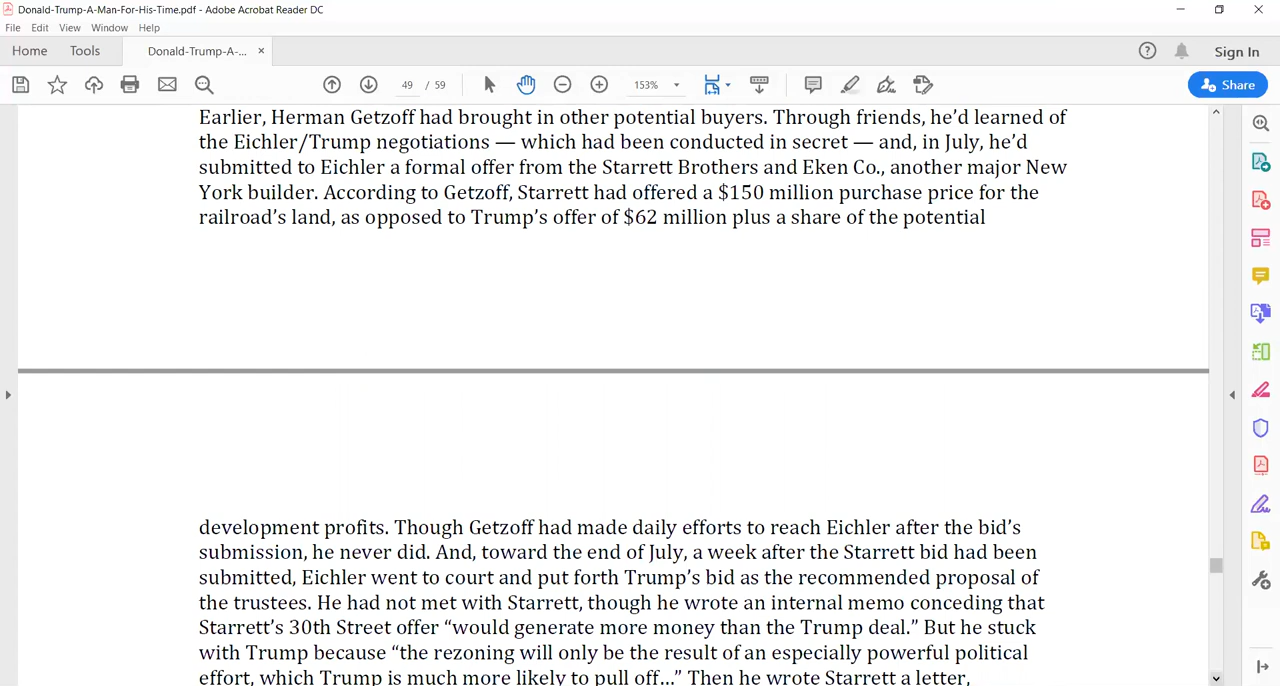 Donald-Trump-A-Man-For-His-Time.pdf - Adobe Acrobat Reader DC
File Edit View Window Help
Home Tools Donald-Trump-A-... × Sign In
49 / 59 153% Share
Earlier, Herman Getzoff had brought in other potential buyers. Through friends, he’d learned of
the Eichler/Trump negotiations — which had been conducted in secret — and, in July, he’d
submitted to Eichler a formal offer from the Starrett Brothers and Eken Co., another major New
York builder. According to Getzoff, Starrett had offered a $150 million purchase price for the
railroad’s land, as opposed to Trump’s offer of $62 million plus a share of the potential
development profits. Though Getzoff had made daily efforts to reach Eichler after the bid’s
submission, he never did. And, toward the end of July, a week after the Starrett bid had been
submitted, Eichler went to court and put forth Trump’s bid as the recommended proposal of
the trustees. He had not met with Starrett, though he wrote an internal memo conceding that
Starrett’s 30th Street offer “would generate more money than the Trump deal.” But he stuck
with Trump because “the rezoning will only be the result of an especially powerful political
effort, which Trump is much more likely to pull off...” Then he wrote Starrett a letter,